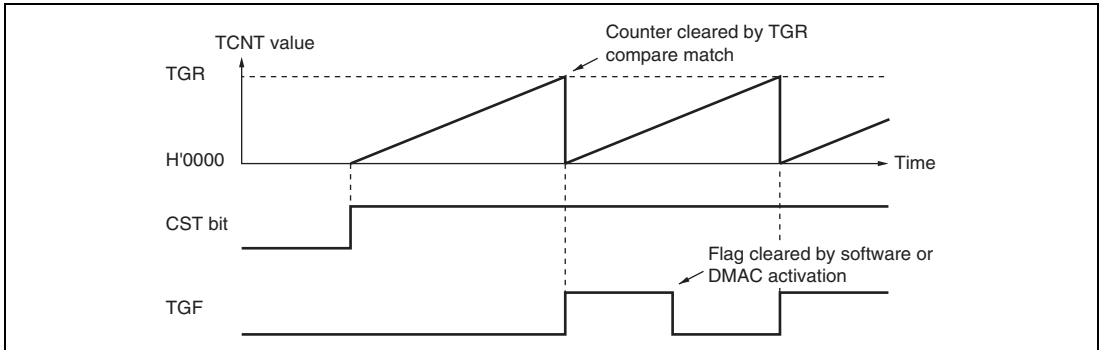 Counter cleared by TGR
compare match
TCNT value
TGR
H'0000
Time
CST bit
Flag cleared by software or
DMAC activation
TGF